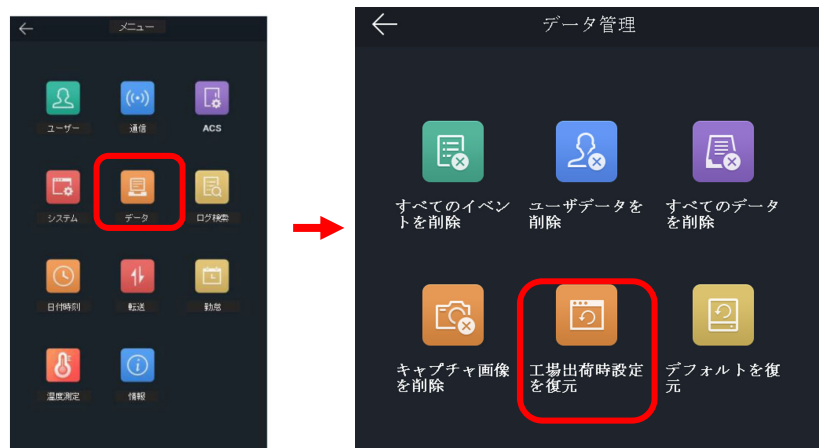 メニュー
ユーザー
通信
ACS
システム
データ
ログ検索
日付時刻
転送
勤怠
温度測定
情報
データ管理
すべてのイベン
トを削除
ユーザデータを
削除
すべてのデータ
を削除
キャプチャ画像
を削除
工場出荷時設定
を復元
デフォルトを復
元